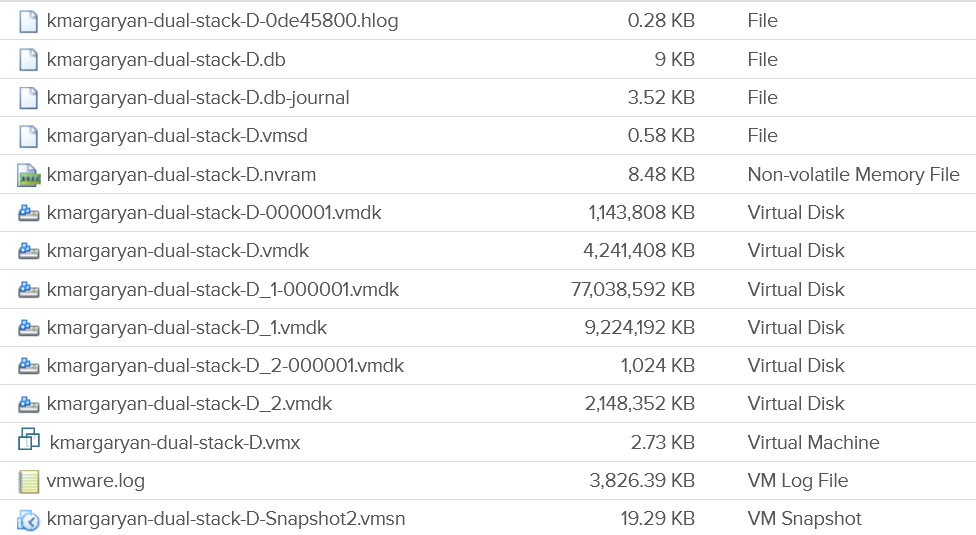 kmargaryan-dual-stack-D-0de45800.hlog 0.28 KB File
kmargaryan-dual-stack-D.db 9 KB File
kmargaryan-dual-stack-D.db-journal 3.52 KB File
kmargaryan-dual-stack-D.vmsd 0.58 KB File
kmargaryan-dual-stack-D.nvram 8.48 KB Non-volatile Memory File
kmargaryan-dual-stack-D-000001.vmdk 1,143,808 KB Virtual Disk
kmargaryan-dual-stack-D.vmdk 4,241,408 KB Virtual Disk
kmargaryan-dual-stack-D_1-000001.vmdk 77,038,592 KB Virtual Disk
kmargaryan-dual-stack-D_1.vmdk 9,224,192 KB Virtual Disk
kmargaryan-dual-stack-D_2-000001.vmdk 1,024 KB Virtual Disk
kmargaryan-dual-stack-D_2.vmdk 2,148,352 KB Virtual Disk
kmargaryan-dual-stack-D.vmx 2.73 KB Virtual Machine
vmware.log 3,826.39 KB VM Log File
kmargaryan-dual-stack-D-Snapshot2.vmsn 19.29 KB VM Snapshot